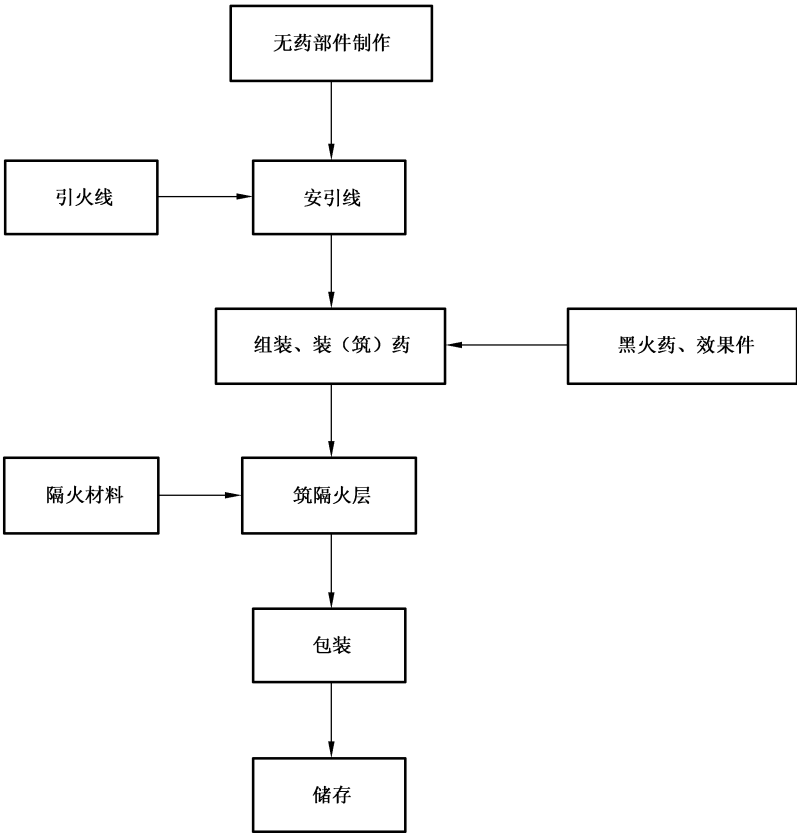 无药部件制作
引火线
安引线
组装、装（筑）药
黑火药、效果件
隔火材料
筑隔火层
包装
储存